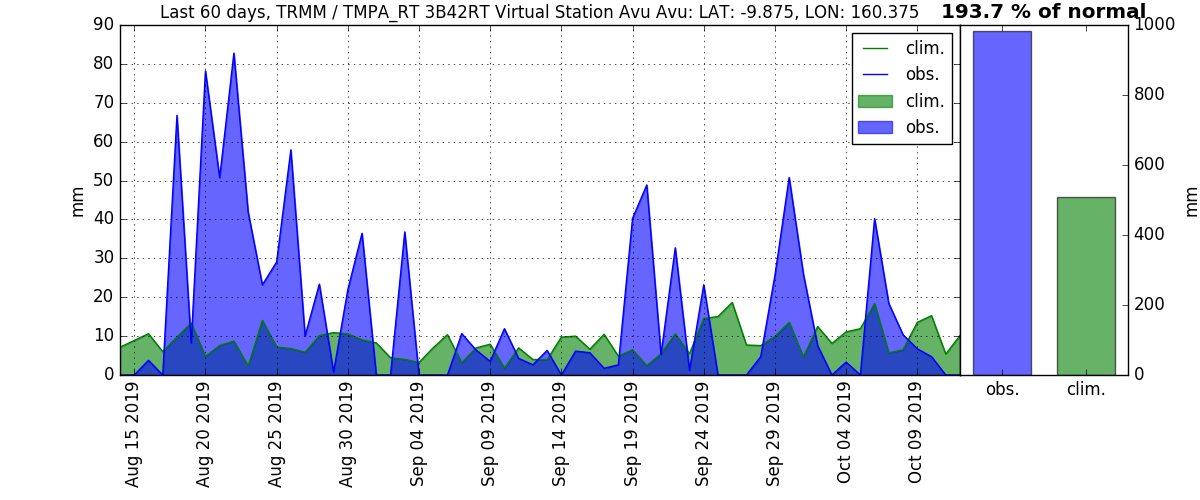 Last 60 days, TRMM / TMPA_RT 3B42RT Virtual Station Avu Avu: LAT: -9.875, LON: 160.375
193.7 % of normal
90
80
70
60
50
40
30
20
10
0
mm
clim.
obs.
clim.
obs.
Aug 15 2019
Aug 20 2019
Aug 25 2019
Aug 30 2019
Sep 04 2019
Sep 09 2019
Sep 14 2019
Sep 19 2019
Sep 24 2019
Sep 29 2019
Oct 04 2019
Oct 09 2019
1000
800
600
400
200
0
mm
obs.
clim.